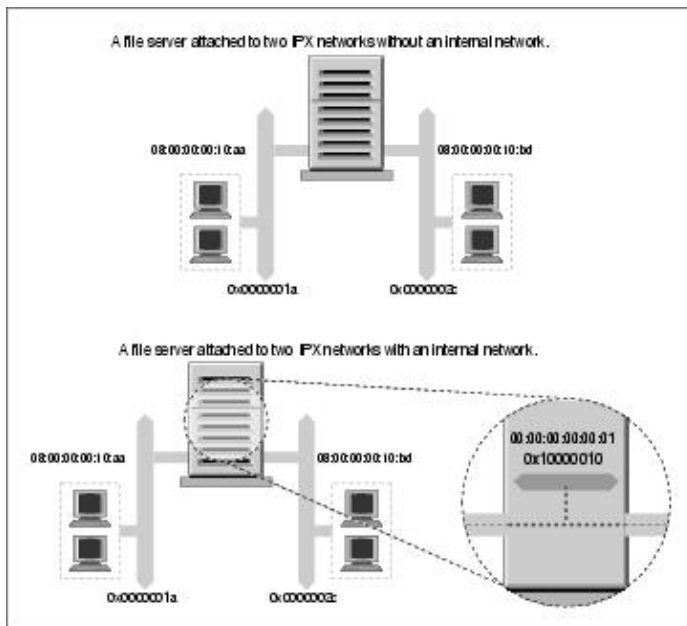 A file server attached to two IPX networks without an internal network.
08:00:00:00:10:aa
08:00:00:00:10:bd
0x0000001a
0x0000002c
A file server attached to two IPX networks with an internal network.
00:00:00:00:00:01
0x10000010
08:00:00:00:10:aa
08:00:00:00:10:bd
0x0000001a
0x0000002c